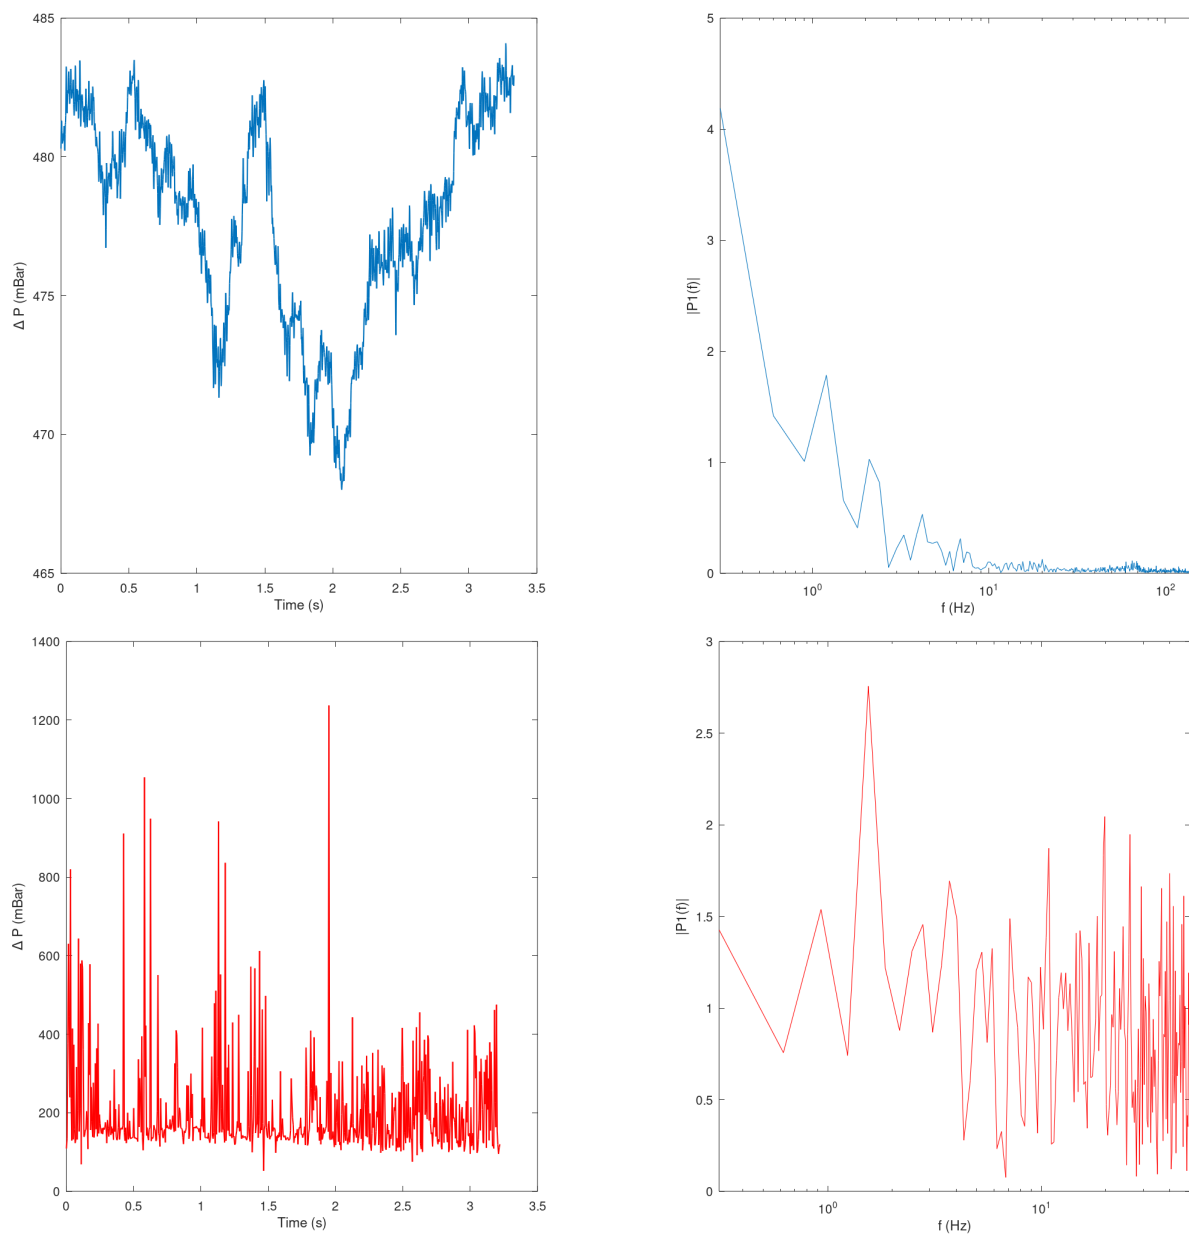 485
480
475
470
465
Δ P (mBar)
0 0.5 1 1.5 2 2.5 3 3.5
Time (s)
5
4
3
2
1
0
|P1(f)|
10^0 10^1 10^2
f (Hz)
1400
1200
1000
800
600
400
200
0
Δ P (mBar)
0 0.5 1 1.5 2 2.5 3 3.5
Time (s)
3
2.5
2
1.5
1
0.5
0
|P1(f)|
10^0 10^1
f (Hz)